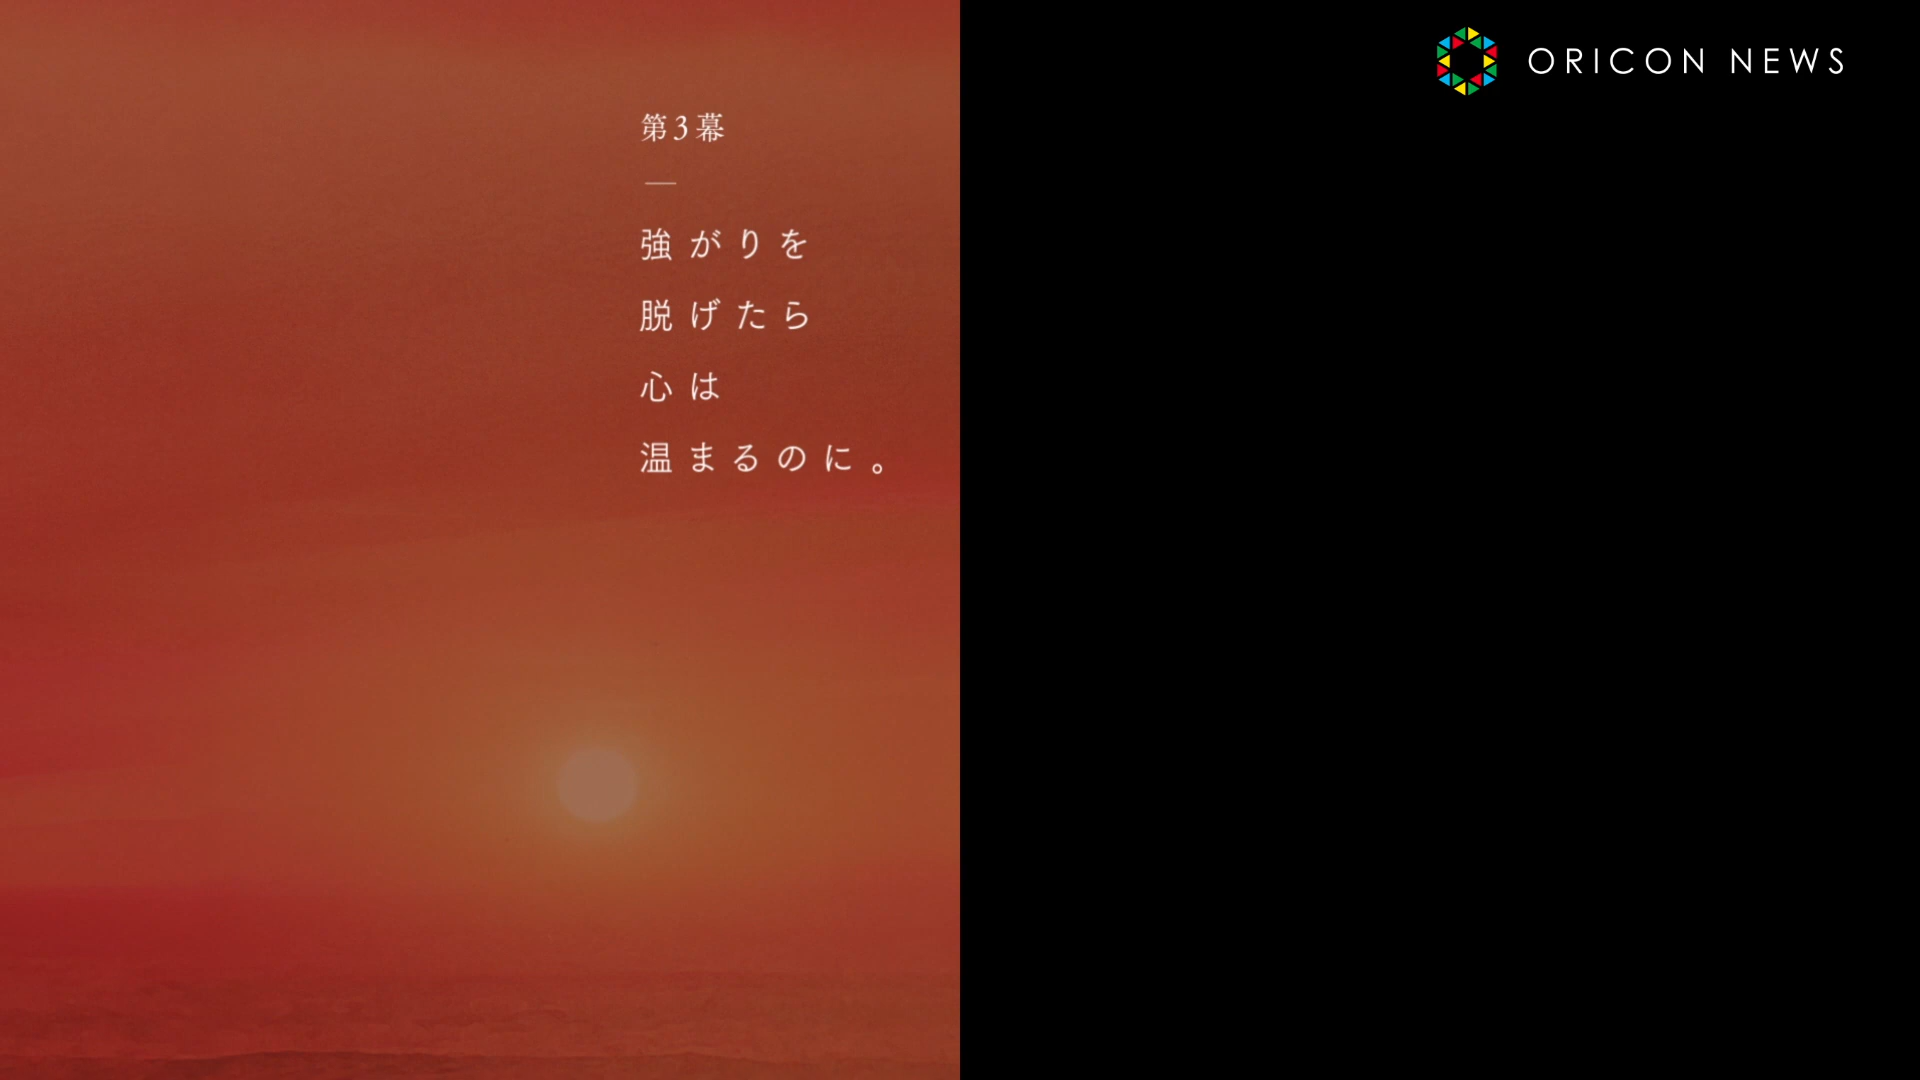 ORICON NEWS
第3幕
強がりを
脱げたら
心は
温まるのに。